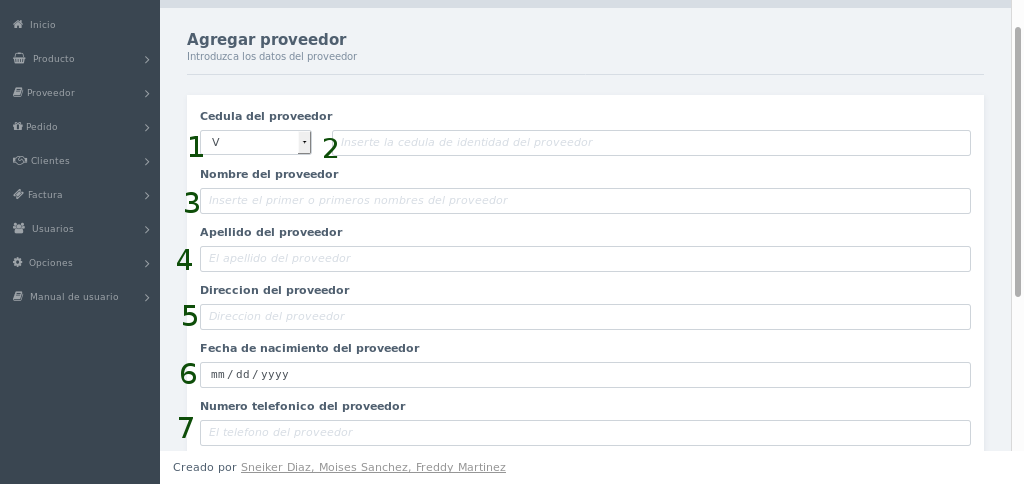 Inicio
Producto
Proveedor
Pedido
Clientes
Factura
Usuarios
Opciones
Manual de usuario
Agregar proveedor
Introduzca los datos del proveedor
Cedula del proveedor
1 V 2 Inserte la cedula de identidad del proveedor
Nombre del proveedor
3 Inserte el primer o primeros nombres del proveedor
Apellido del proveedor
4 El apellido del proveedor
Direccion del proveedor
5 Direccion del proveedor
Fecha de nacimiento del proveedor
6 mm/dd/yyyy
Numero telefonico del proveedor
7 El telefono del proveedor
Creado por Sneiker Diaz, Moises Sanchez, Freddy Martinez